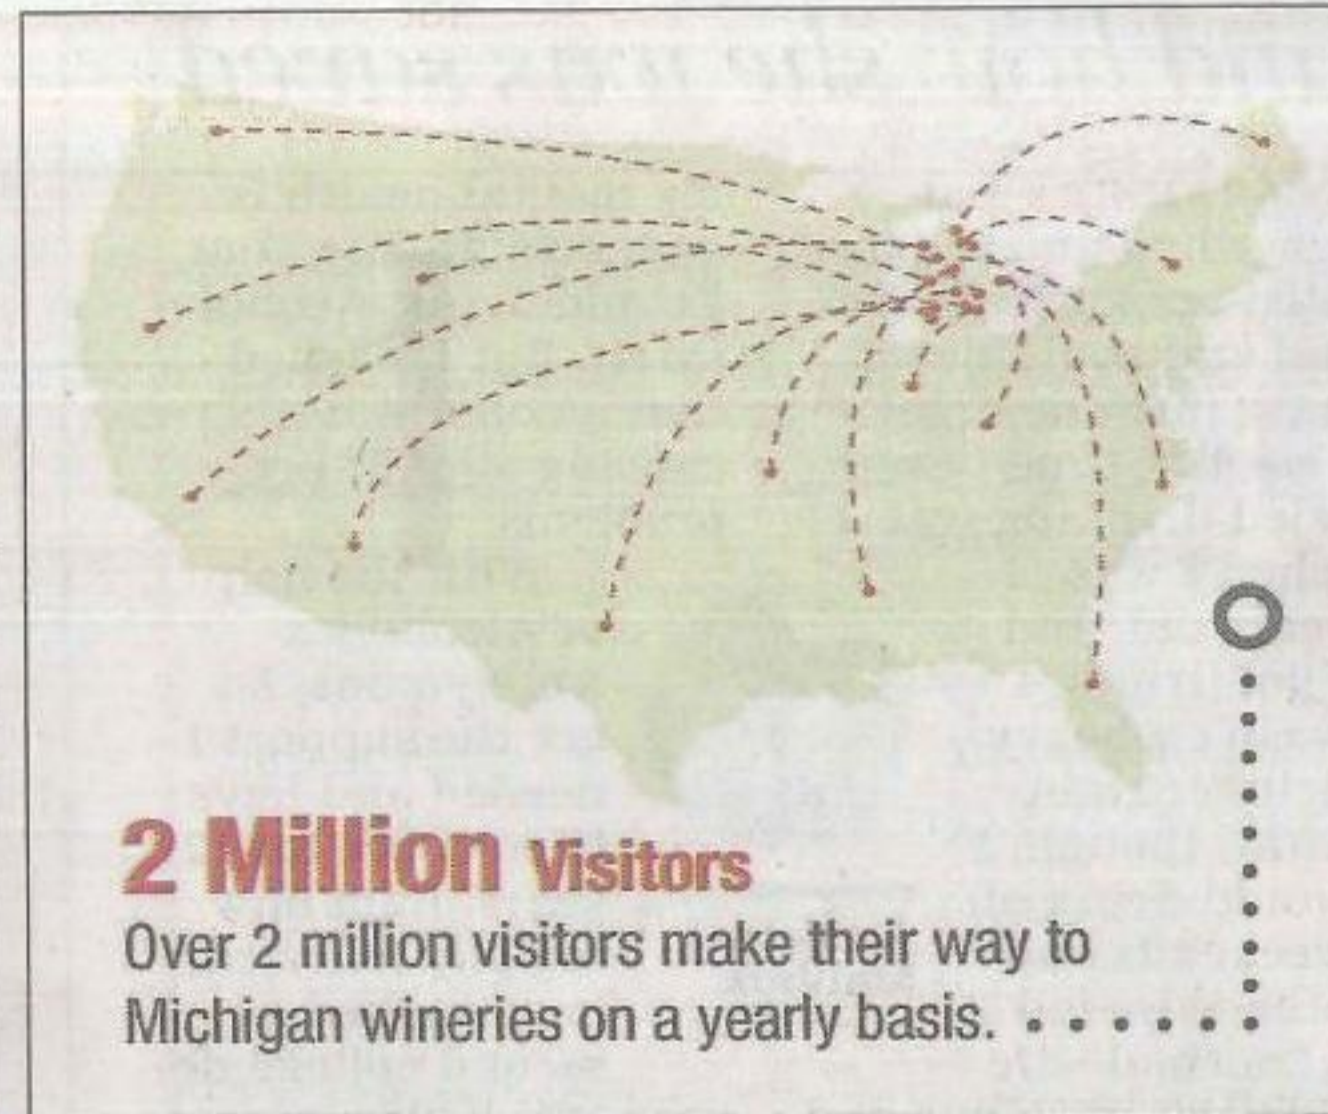 2 Million Visitors
Over 2 million visitors make their way to
Michigan wineries on a yearly basis.